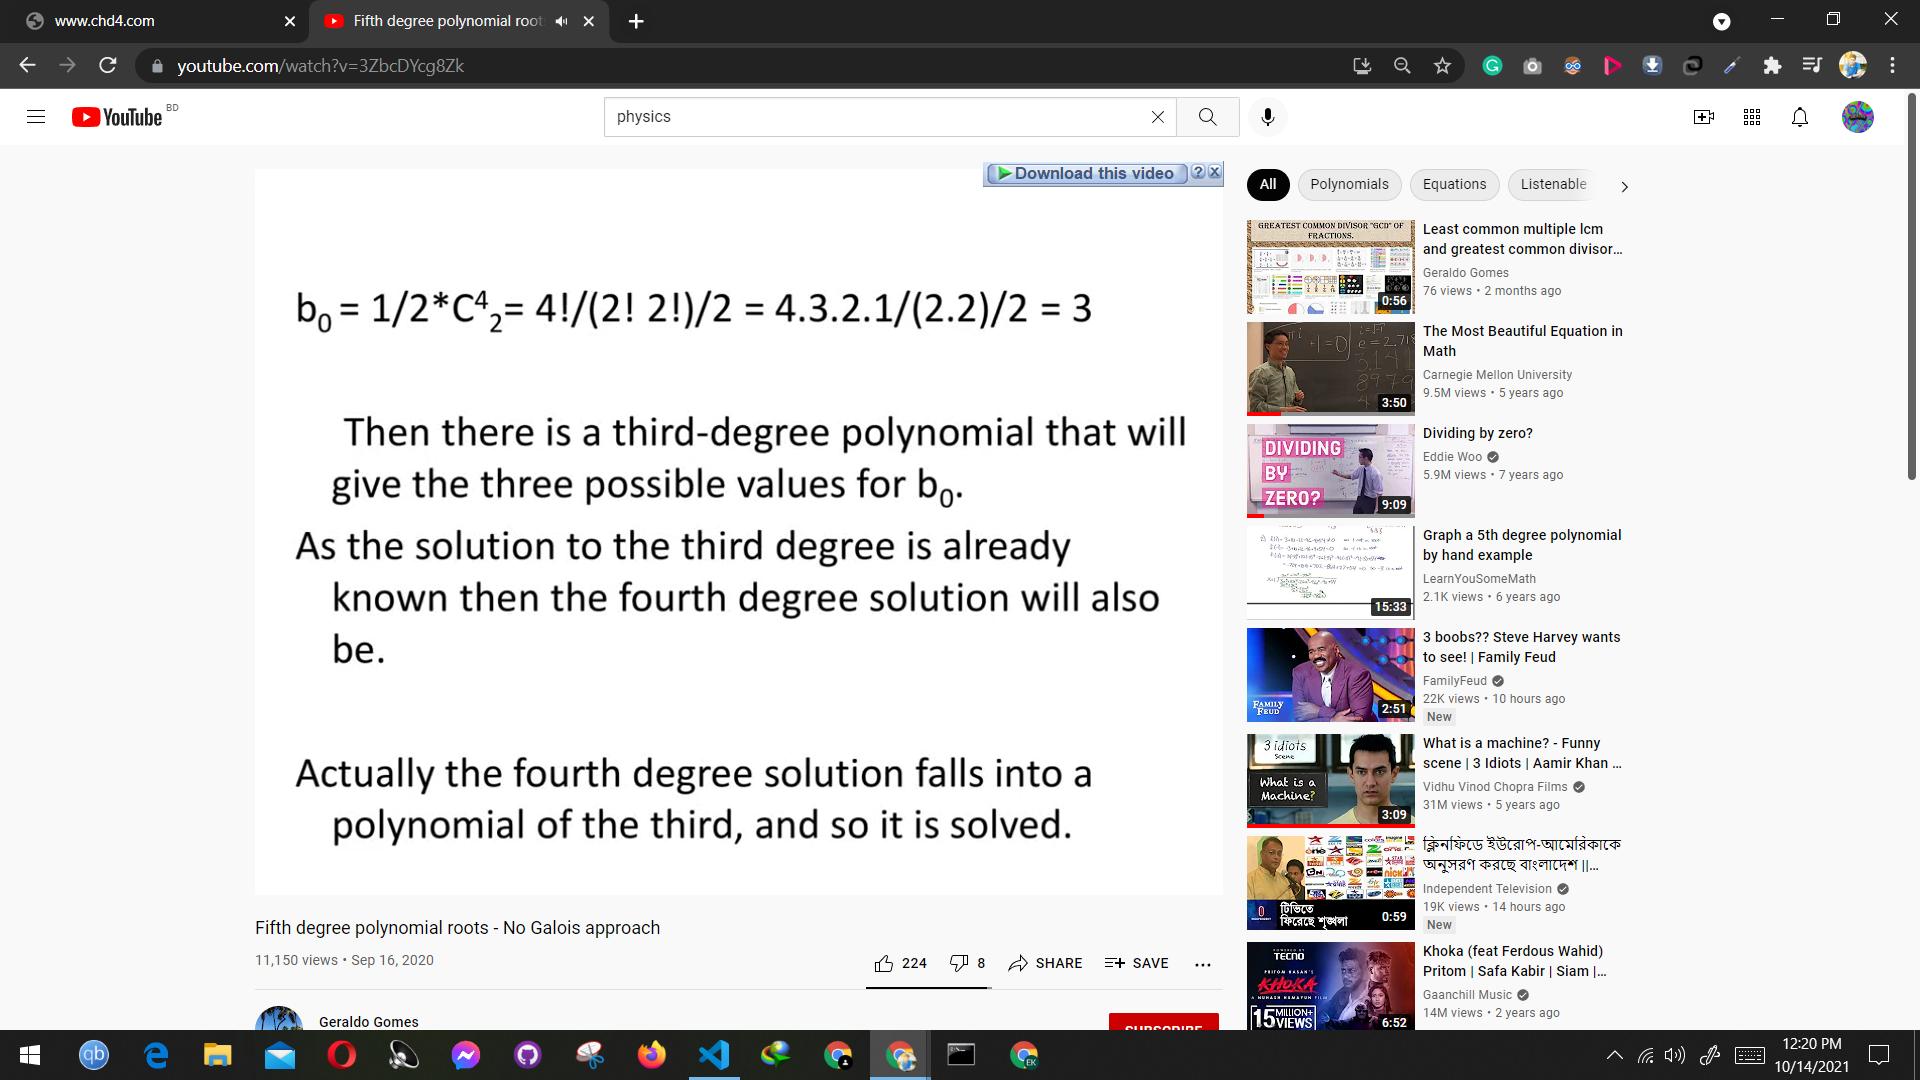 www.chd4.com
Fifth degree polynomial root
youtube.com/watch?v=3ZbcDYcg8Zk
YouTube BD
physics
Download this video
b₀ = 1/2*C⁴₂= 4!/(2! 2!)/2 = 4.3.2.1/(2.2)/2 = 3
Then there is a third-degree polynomial that will
give the three possible values for b₀.
As the solution to the third degree is already
known then the fourth degree solution will also
be.
Actually the fourth degree solution falls into a
polynomial of the third, and so it is solved.
Fifth degree polynomial roots - No Galois approach
11,150 views • Sep 16, 2020
224
8
SHARE
SAVE
Geraldo Gomes
SUBSCRIBE
All
Polynomials
Equations
Listenable
GREATEST COMMON DIVISOR "GCD" OF
FRACTIONS.
0:56
Least common multiple lcm
and greatest common divisor...
Geraldo Gomes
76 views • 2 months ago
3:50
The Most Beautiful Equation in
Math
Carnegie Mellon University
9.5M views • 5 years ago
DIVIDING
BY
ZERO?
9:09
Dividing by zero?
Eddie Woo
5.9M views • 7 years ago
15:33
Graph a 5th degree polynomial
by hand example
LearnYouSomeMath
2.1K views • 6 years ago
FAMILY
FEUD
2:51
3 boobs?? Steve Harvey wants
to see! | Family Feud
FamilyFeud
22K views • 10 hours ago
New
3 idiots
Scene
What is a
Machine?
3:09
What is a machine? - Funny
scene | 3 Idiots | Aamir Khan ...
Vidhu Vinod Chopra Films
31M views • 5 years ago
টিভিতে
ফিরেছে শৃঙ্খলা
0:59
ক্লিনফিডে ইউরোপ-আমেরিকাকে
অনুসরণ করছে বাংলাদেশ ||...
Independent Television
19K views • 14 hours ago
New
POWERED BY
TECNO
PRITOM HASAN'S
KHOKA
A NUHASH HUMAYUN FILM
15 MILLION+
VIEWS
6:52
Khoka (feat Ferdous Wahid)
Pritom | Safa Kabir | Siam |...
Gaanchill Music
14M views • 2 years ago
12:20 PM
10/14/2021